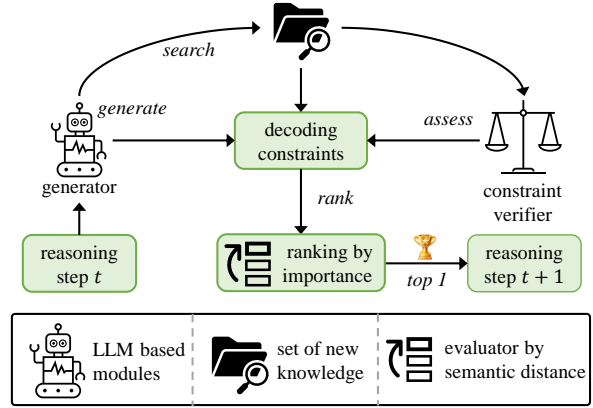 search
generate
assess
decoding
constraints
generator
rank
constraint
verifier
reasoning
step t
ranking by
importance
top 1
reasoning
step t + 1
LLM based
modules
set of new
knowledge
evaluator by
semantic distance